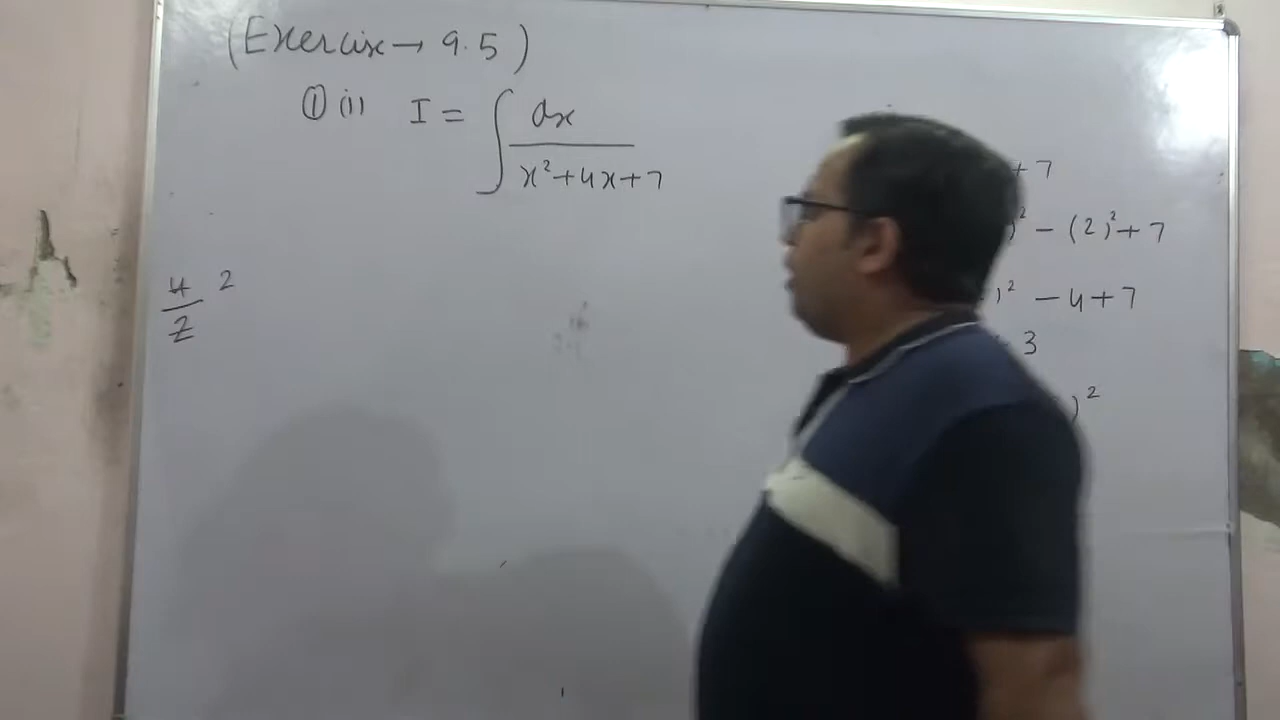 (Exercise → 9.5)
① (i) I = ∫ dx
x²+4x+7
4 2
2
+ 7
)² - (2)² + 7
)² - 4 + 7
3
)²